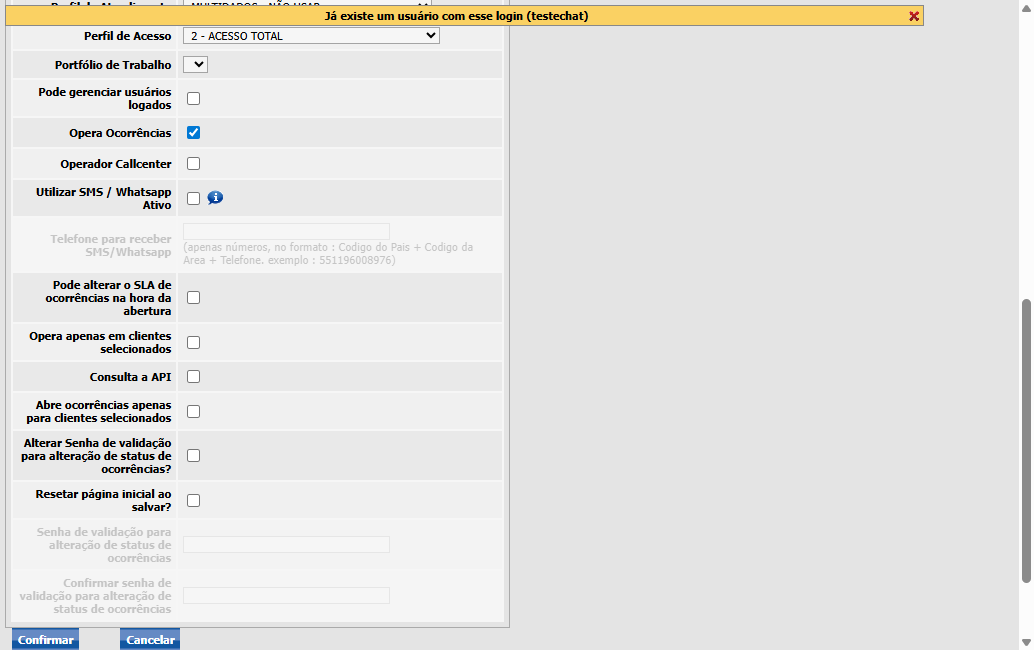 Já existe um usuário com esse login (testechat)
Perfil de Acesso
2 - ACESSO TOTAL
Portfólio de Trabalho
Pode gerenciar usuários
logados
Opera Ocorrências
Operador Callcenter
Utilizar SMS / Whatsapp
Ativo
Telefone para receber
SMS/Whatsapp
(apenas números, no formato : Codigo do Pais + Codigo da
Area + Telefone. exemplo : 551196008976)
Pode alterar o SLA de
ocorrências na hora da
abertura
Opera apenas em clientes
selecionados
Consulta a API
Abre ocorrências apenas
para clientes selecionados
Alterar Senha de validação
para alteração de status de
ocorrências?
Resetar página inicial ao
salvar?
Senha de validação para
alteração de status de
ocorrências
Confirmar senha de
validação para alteração de
status de ocorrências
Confirmar
Cancelar